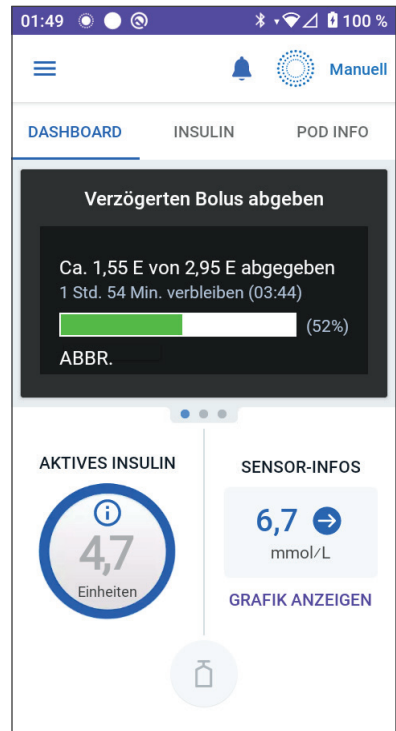 01:49 100 %
Manuell
DASHBOARD INSULIN POD INFO
Verzögerten Bolus abgeben
Ca. 1,55 E von 2,95 E abgegeben
1 Std. 54 Min. verbleiben (03:44)
(52%)
ABBR.
AKTIVES INSULIN
4,7
Einheiten
SENSOR-INFOS
6,7
mmol/L
GRAFIK ANZEIGEN